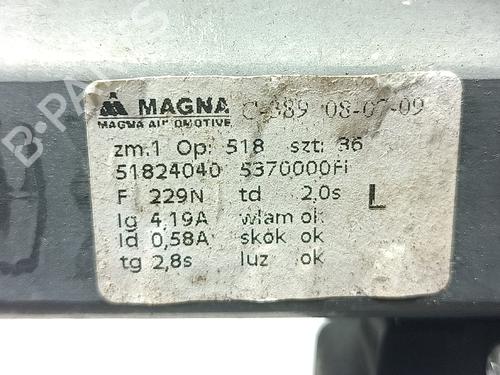 MAGNA C-389 08-07-09
MAGNA AUTOMOTIVE
zm.1 Op: 518 szt: 36
51824040 5370000FI
F 229N td 2,0s
L
Ig 4,19A włam ok
Id 0,58A skok ok
tg 2,8s luz ok
B-PARTS